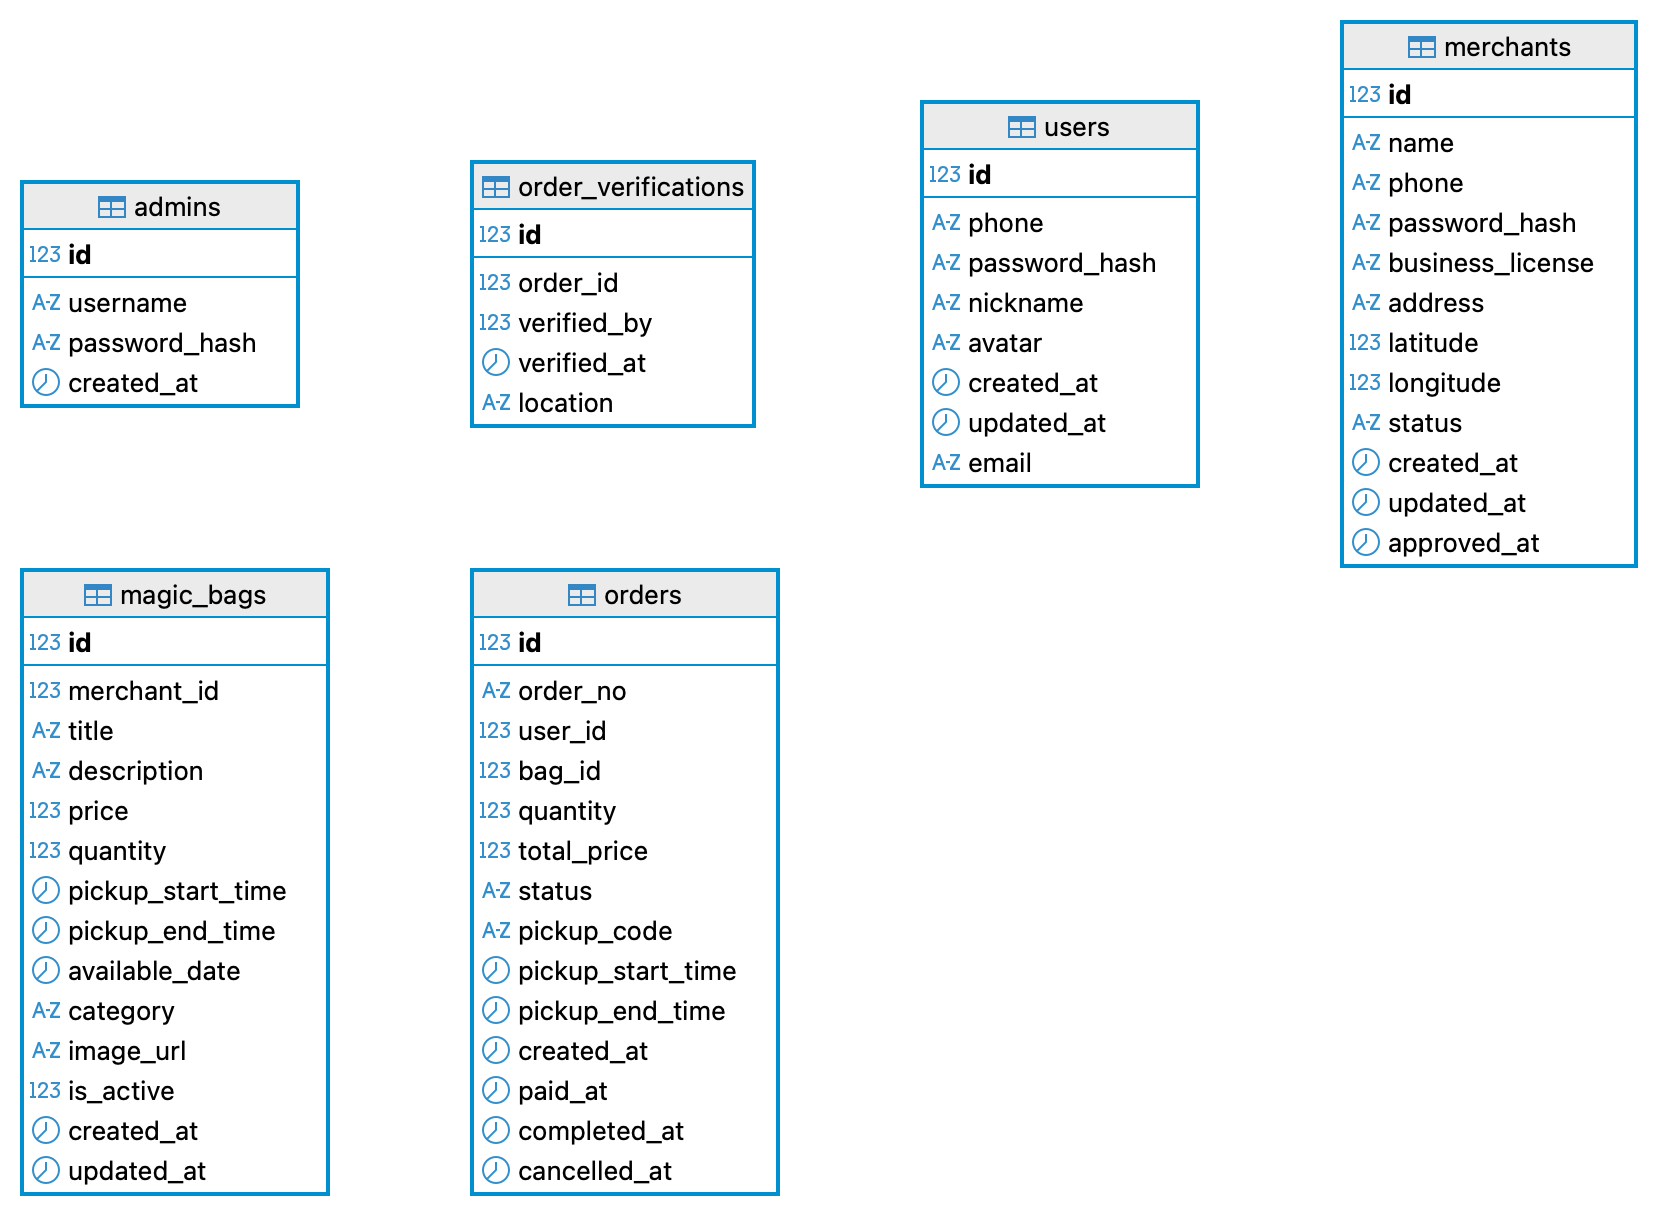 admins
123 id
A-Z username
A-Z password_hash
created_at
order_verifications
123 id
123 order_id
123 verified_by
verified_at
A-Z location
users
123 id
A-Z phone
A-Z password_hash
A-Z nickname
A-Z avatar
created_at
updated_at
A-Z email
merchants
123 id
A-Z name
A-Z phone
A-Z password_hash
A-Z business_license
A-Z address
123 latitude
123 longitude
A-Z status
created_at
updated_at
approved_at
magic_bags
123 id
123 merchant_id
A-Z title
A-Z description
123 price
123 quantity
pickup_start_time
pickup_end_time
available_date
A-Z category
A-Z image_url
123 is_active
created_at
updated_at
orders
123 id
A-Z order_no
123 user_id
123 bag_id
123 quantity
123 total_price
A-Z status
A-Z pickup_code
pickup_start_time
pickup_end_time
created_at
paid_at
completed_at
cancelled_at